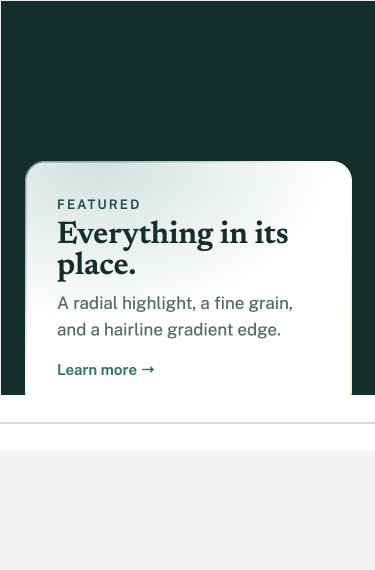 FEATURED
Everything in its
place.
A radial highlight, a fine grain,
and a hairline gradient edge.
Learn more →